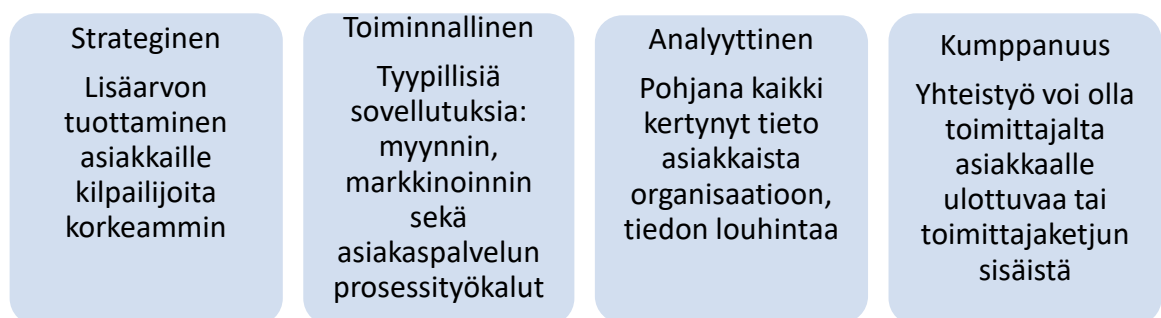 Strateginen
Lisäarvon
tuottaminen
asiakkaille
kilpailijoita
korkeammin
Toiminnallinen
Tyypillisiä
sovellutuksia:
myynnin,
markkinoinnin
sekä
asiakaspalvelun
prosessityökalut
Analyyttinen
Pohjana kaikki
kertynyt tieto
asiakkaista
organisaatioon,
tiedon louhintaa
Kumppanuus
Yhteistyö voi olla
toimittajalta
asiakkaalle
ulottuvaa tai
toimittajaketjun
sisäistä